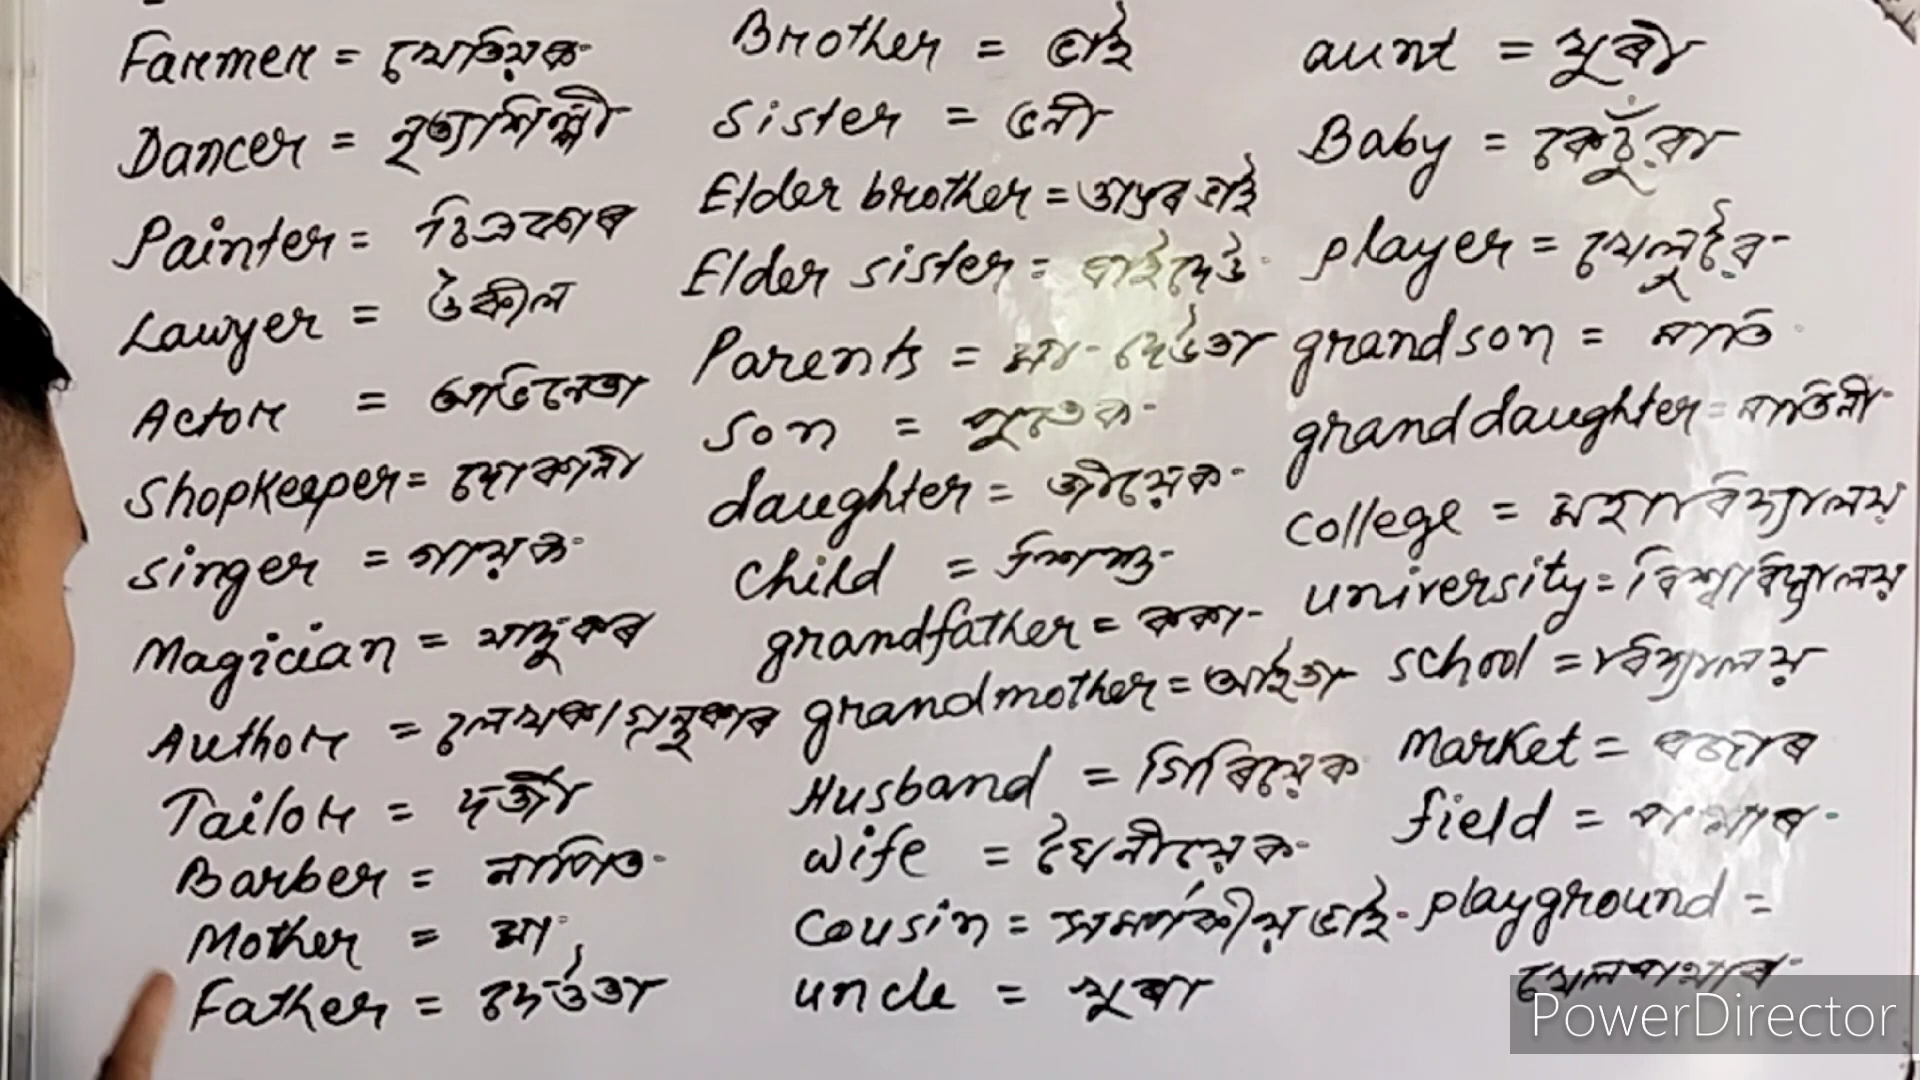 Farmer = খেতিয়ক
Dancer = নৃত্যশিল্পী
Painter = চিত্ৰকাৰ
Lawyer = উকীল
Actor = অভিনেতা
Shopkeeper = দোকানী
Singer = গায়ক
Magician = যাদুকৰ
Author = লেখক/গ্ৰন্থকাৰ
Tailor = দৰ্জী
Barber = নাপিত
Mother = মা
Father = দেউতা
Brother = ভাই
Sister = ভনী
Elder brother = ভাই
Elder sister = বাইদেউ
Parents = মা-দেউতা
Son = পুতেক
daughter = জীয়েক
child = শিশু
grandfather = ককা
grandmother = আইতা
Husband = গিৰিয়েক
wife = ঘৈনীয়েক
Cousin = সম্পৰ্কীয় ভাই
uncle = খুৰা
aunt = খুৰী
Baby = কেচুঁৱা
player = খেলুৱৈ
grandson = নাতি
granddaughter = নাতিনী
college = মহাবিদ্যালয়
university = বিশ্ববিদ্যালয়
school = বিদ্যালয়
Market = বজাৰ
field = পথাৰ
playground =
খেলপথাৰ
PowerDirector